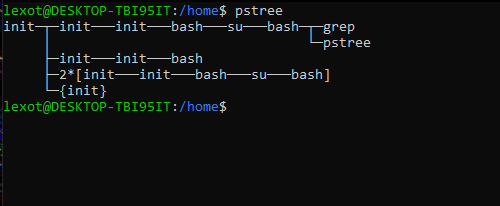 lexot@DESKTOP-TBI95IT:/home$ pstree
init─┬─init───init───bash───su───bash─┬─grep
     │                                └─pstree
     ├─init───init───bash
     ├─2*[init───init───bash───su───bash]
     └─{init}
lexot@DESKTOP-TBI95IT:/home$